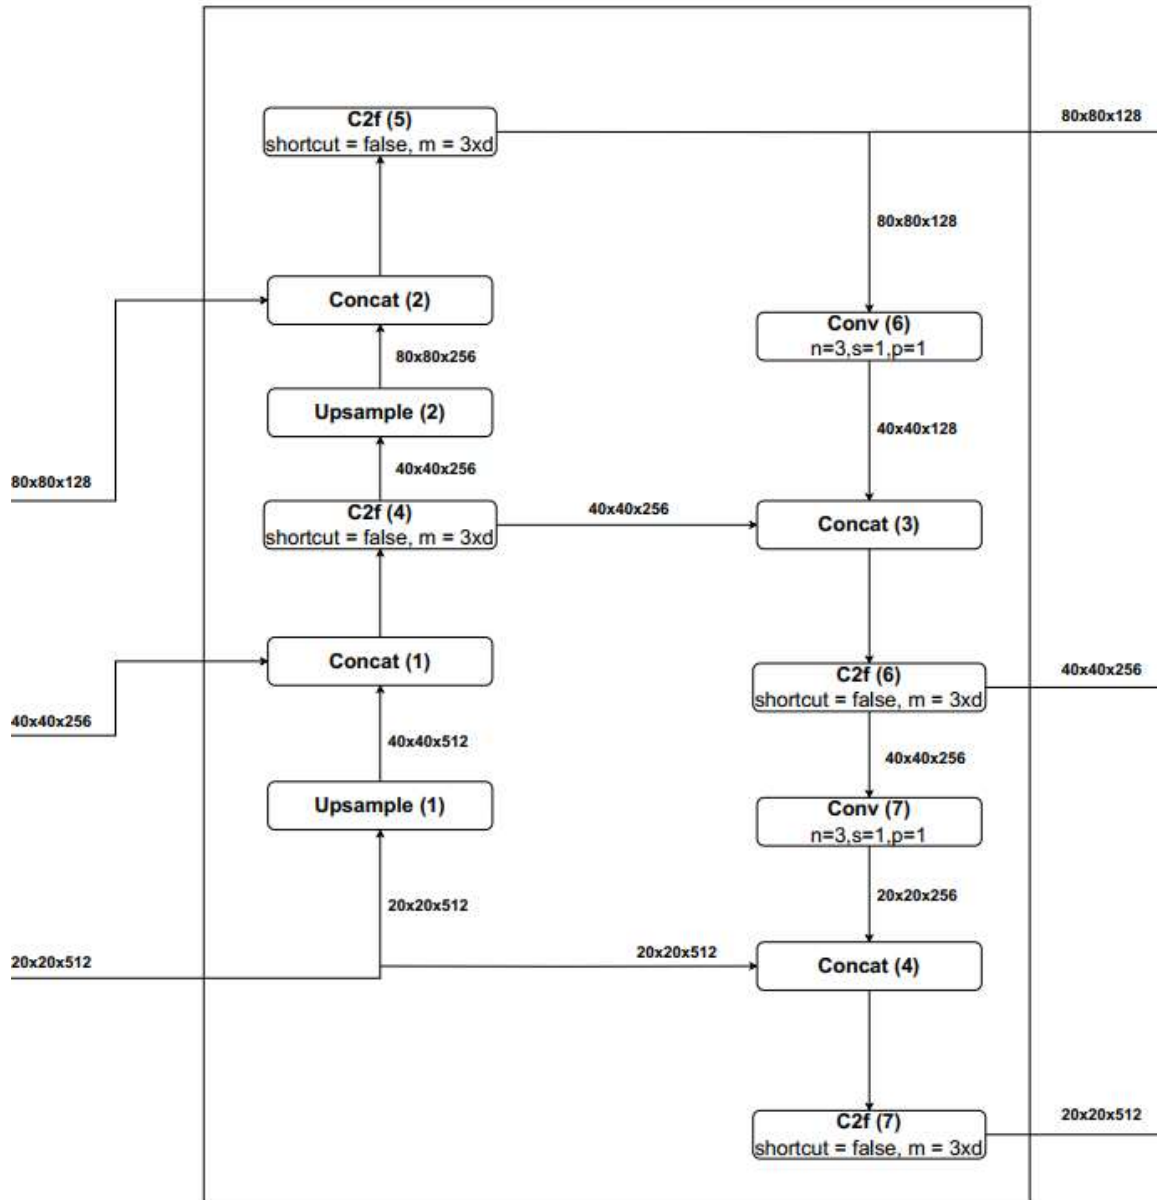 C2f (5)
shortcut = false, m = 3xd
80x80x128
80x80x128
Concat (2)
Conv (6)
n=3,s=1,p=1
80x80x256
Upsample (2)
40x40x128
40x40x256
80x80x128
C2f (4)
shortcut = false, m = 3xd
40x40x256
Concat (3)
Concat (1)
C2f (6)
shortcut = false, m = 3xd
40x40x256
40x40x256
40x40x512
40x40x256
Upsample (1)
Conv (7)
n=3,s=1,p=1
20x20x512
20x20x256
20x20x512
20x20x512
Concat (4)
C2f (7)
shortcut = false, m = 3xd
20x20x512